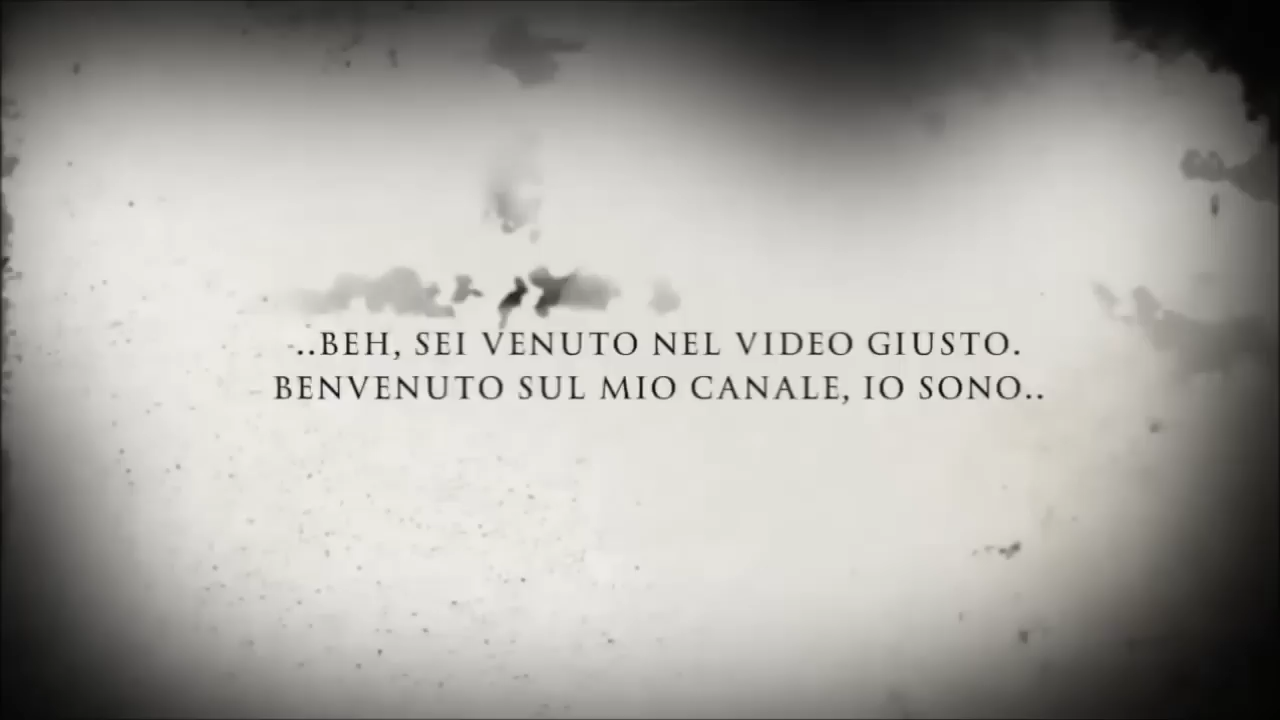 ..BEH, SEI VENUTO NEL VIDEO GIUSTO.
BENVENUTO SUL MIO CANALE, IO SONO..